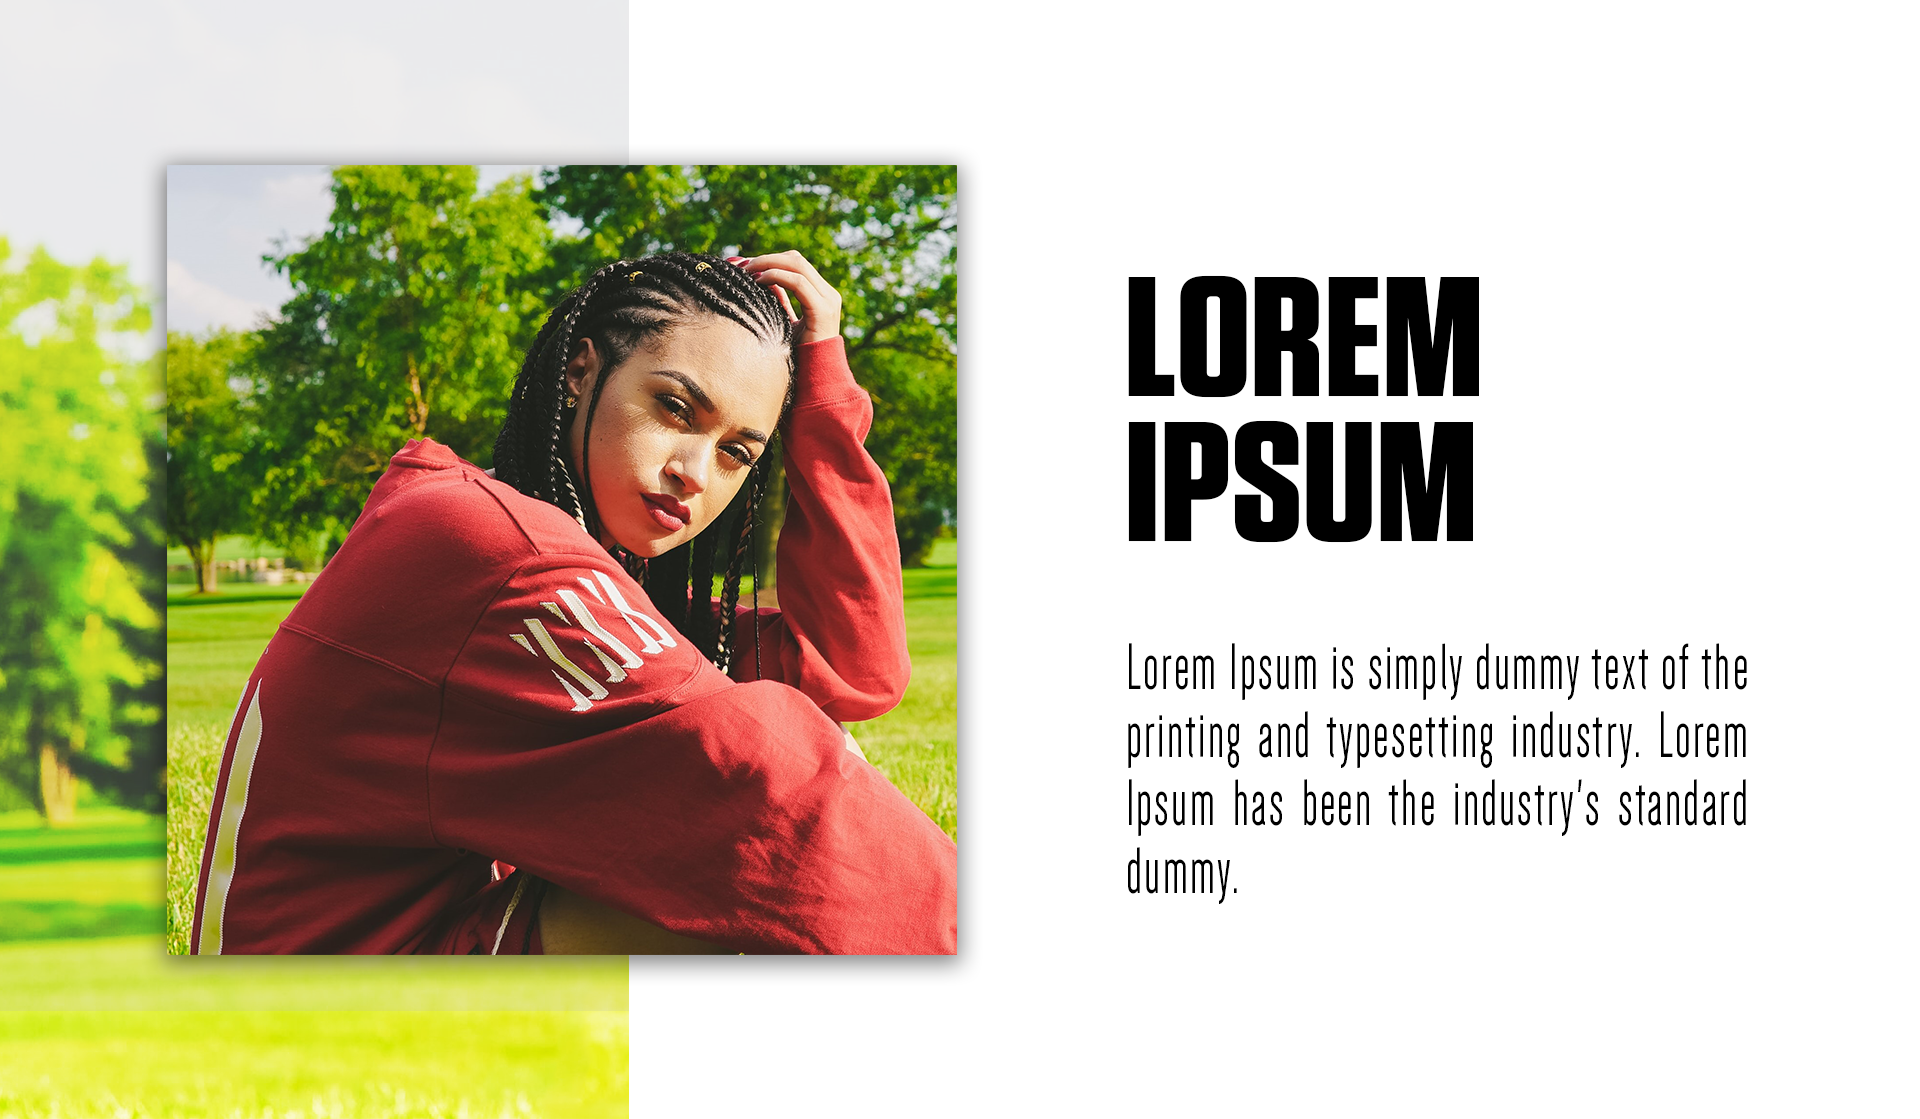 LOREM
IPSUM
Lorem Ipsum is simply dummy text of the
printing and typesetting industry. Lorem
Ipsum has been the industry's standard
dummy.